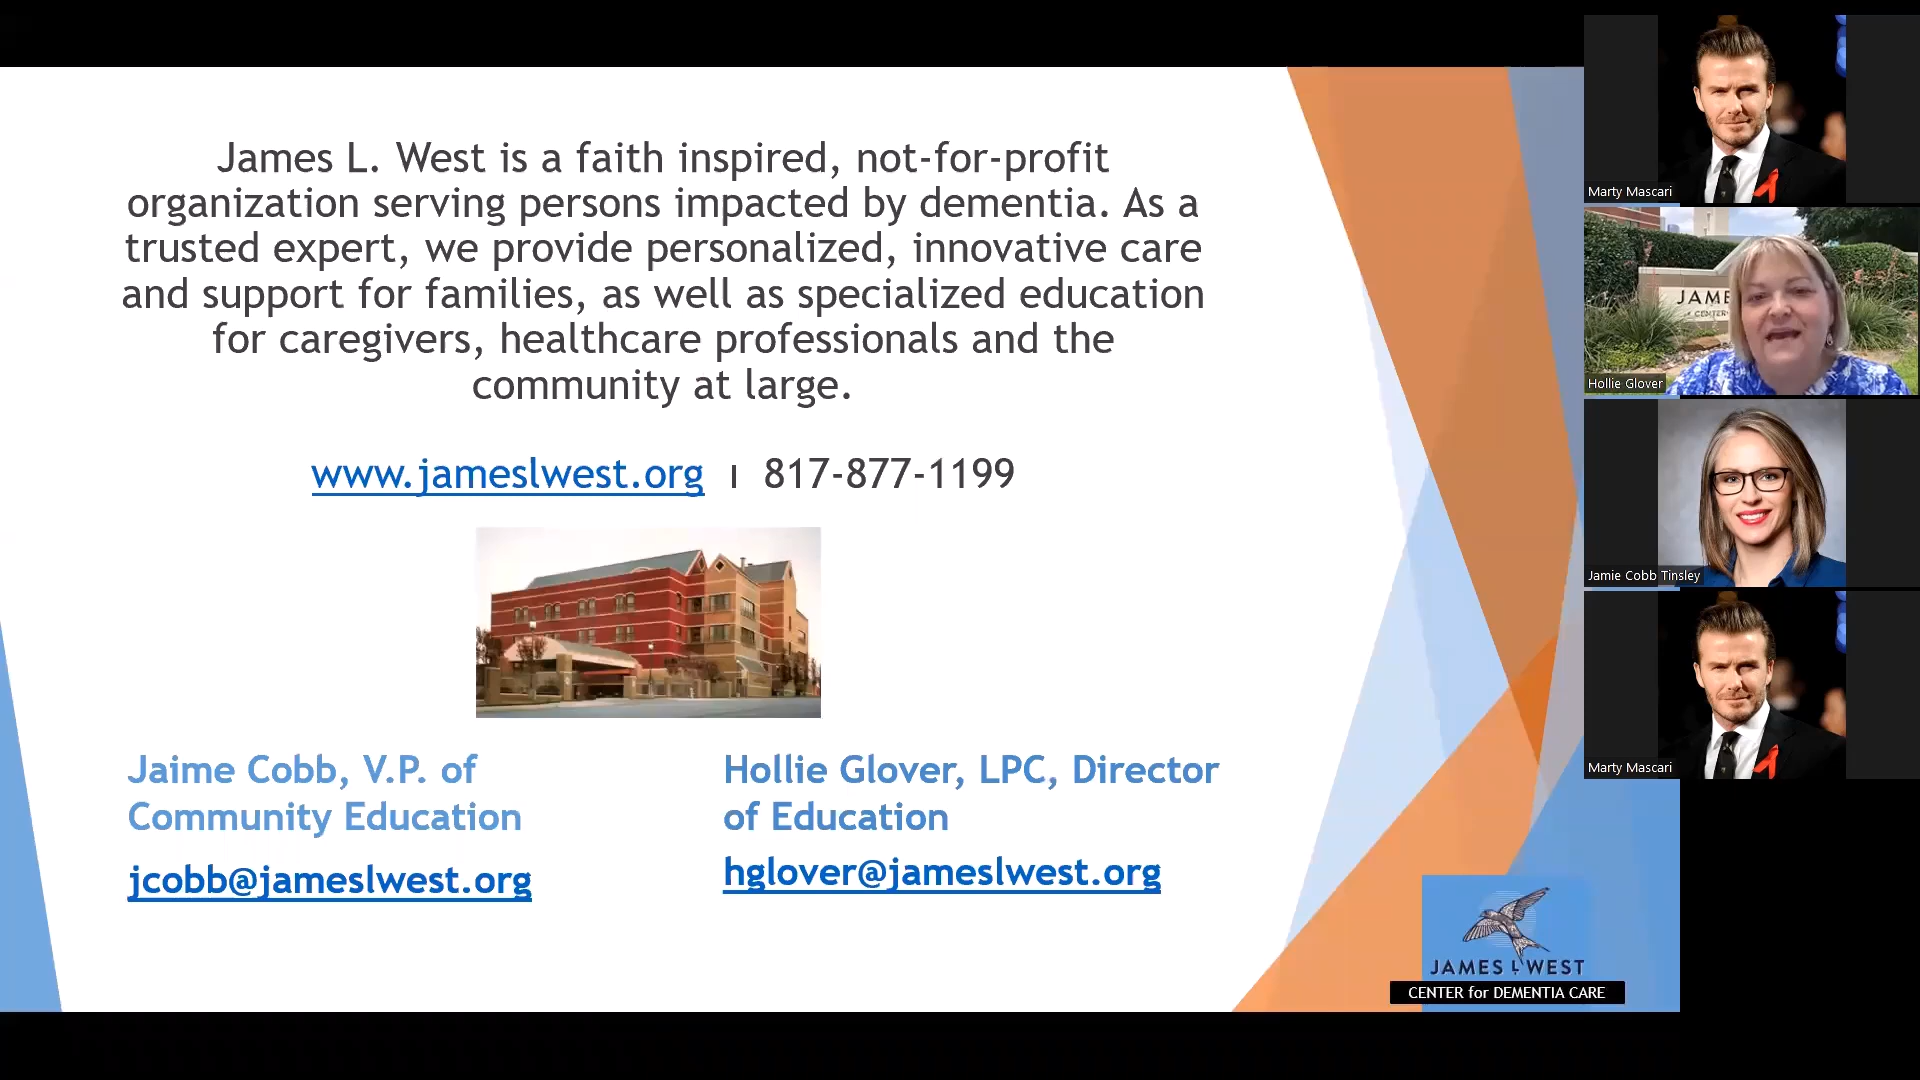 James L. West is a faith inspired, not-for-profit
organization serving persons impacted by dementia. As a
trusted expert, we provide personalized, innovative care
and support for families, as well as specialized education
for caregivers, healthcare professionals and the
community at large.
www.jameslwest.org I 817-877-1199
Jaime Cobb, V.P. of
Community Education
jcobb@jameslwest.org
Hollie Glover, LPC, Director
of Education
hglover@jameslwest.org
JAMES L WEST
CENTER for DEMENTIA CARE
Marty Mascari
JAME
CENTER
Hollie Glover
Jamie Cobb Tinsley
Marty Mascari